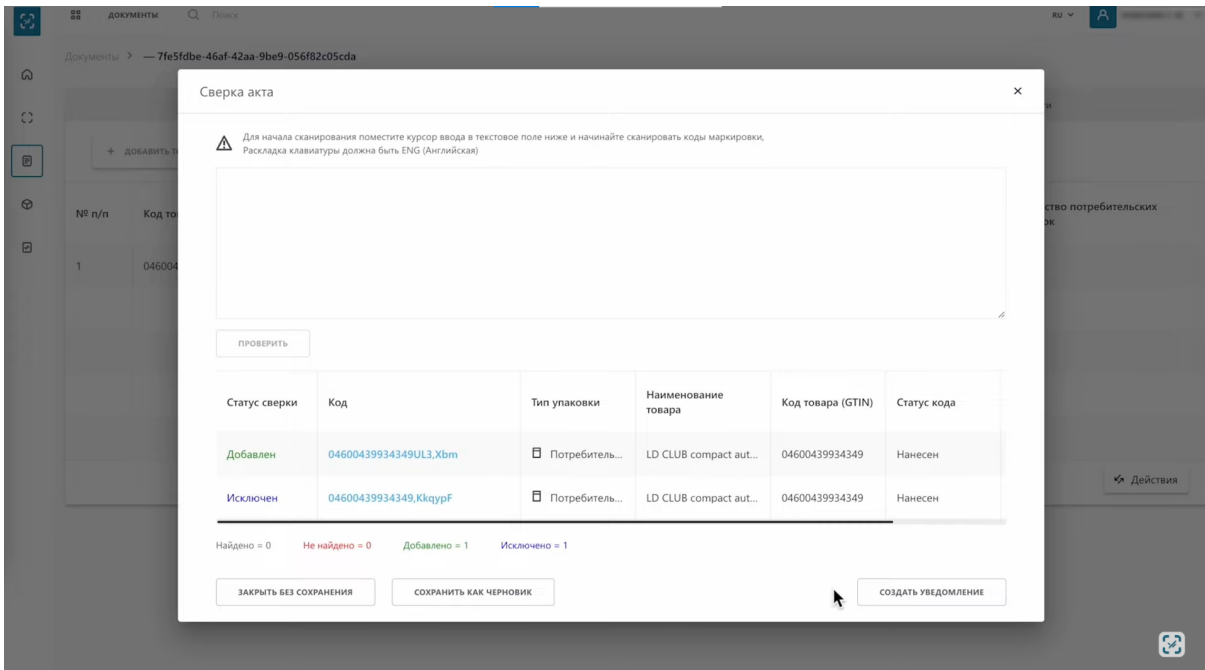 ДОКУМЕНТЫ
Поиск
RU
Документы > — 7fe5fdbe-46af-42aa-9be9-056f82c05cda
Сверка акта
Для начала сканирования поместите курсор ввода в текстовое поле ниже и начинайте сканировать коды маркировки,
Раскладка клавиатуры должна быть ENG (Английская)
+ ДОБАВИТЬ Т
№ п/п
Код то
ство потребительских
ок
1
046004
ПРОВЕРИТЬ
Статус сверки
Код
Тип упаковки
Наименование
товара
Код товара (GTIN)
Статус кода
Добавлен
04600439934349UL3,Xbm
Потребитель...
LD CLUB compact aut...
04600439934349
Нанесен
Исключен
04600439934349,KkqypF
Потребитель...
LD CLUB compact aut...
04600439934349
Нанесен
Действия
Найдено = 0
Не найдено = 0
Добавлено = 1
Исключено = 1
ЗАКРЫТЬ БЕЗ СОХРАНЕНИЯ
СОХРАНИТЬ КАК ЧЕРНОВИК
СОЗДАТЬ УВЕДОМЛЕНИЕ